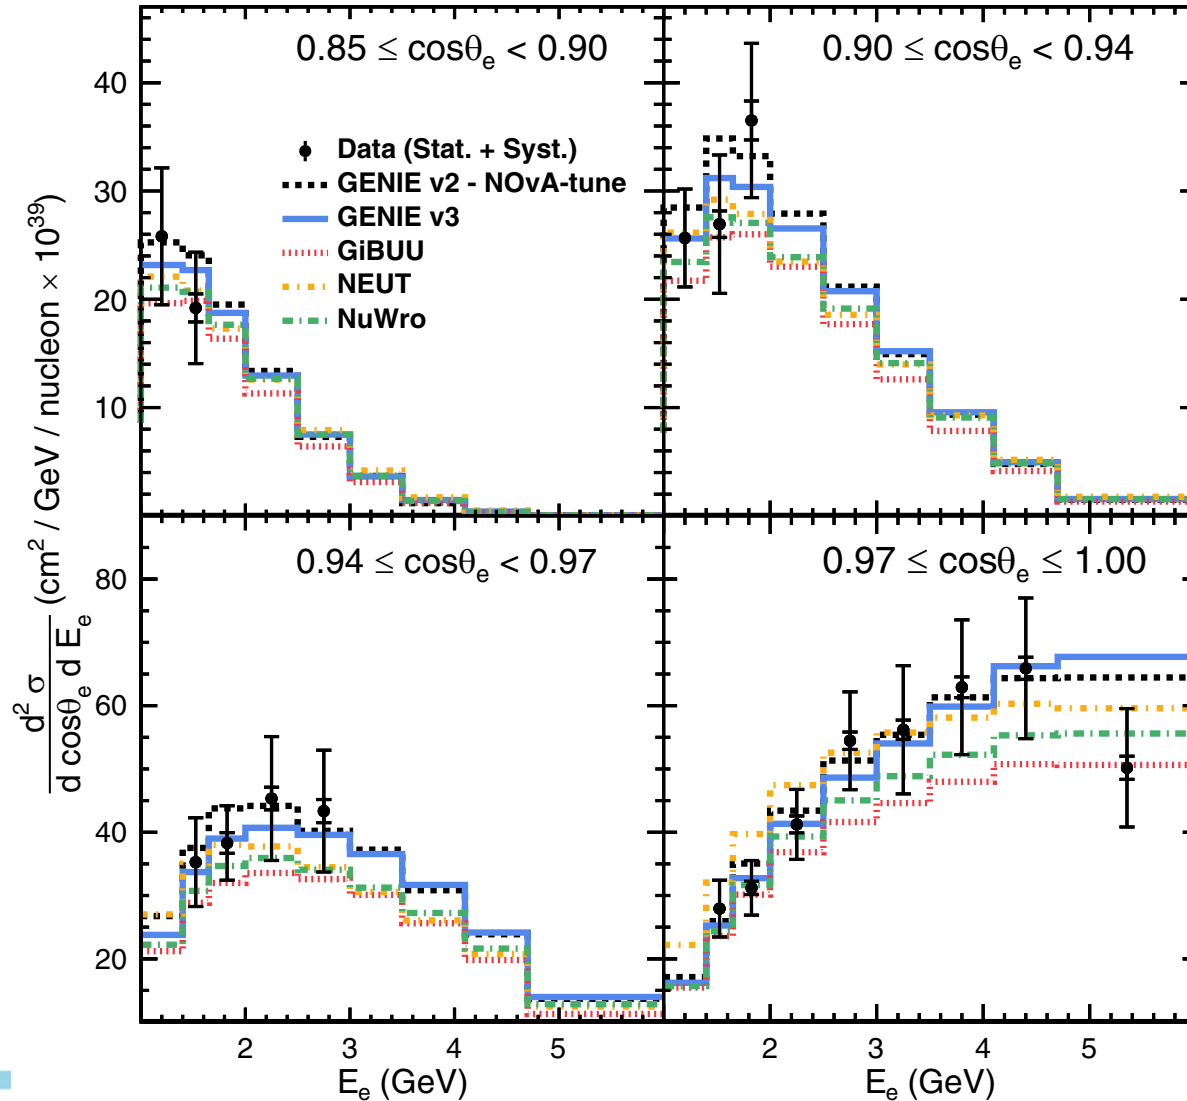 0.85 ≤ cosθe < 0.90
0.90 ≤ cosθe < 0.94
40
30
20
10
Data (Stat. + Syst.)
GENIE v2 - NOvA-tune
GENIE v3
GiBUU
NEUT
NuWro
0.94 ≤ cosθe < 0.97
0.97 ≤ cosθe ≤ 1.00
80
60
40
20
d² σ
d cosθe d Ee
(cm² / GeV / nucleon × 10³⁹)
2 3 4 5
2 3 4 5
Ee (GeV)
Ee (GeV)